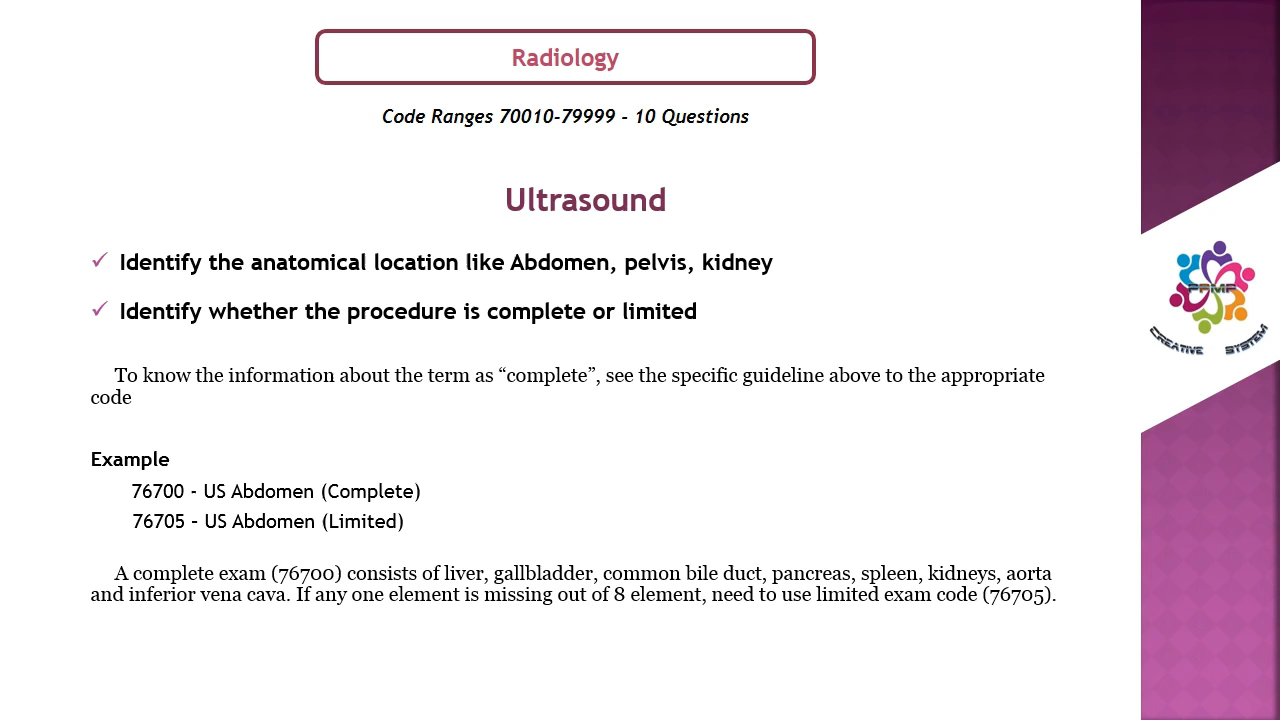 Radiology
Code Ranges 70010-79999 - 10 Questions
Ultrasound
✓ Identify the anatomical location like Abdomen, pelvis, kidney
✓ Identify whether the procedure is complete or limited
To know the information about the term as “complete”, see the specific guideline above to the appropriate
code
Example
76700 - US Abdomen (Complete)
76705 – US Abdomen (Limited)
A complete exam (76700) consists of liver, gallbladder, common bile duct, pancreas, spleen, kidneys, aorta
and inferior vena cava. If any one element is missing out of 8 element, need to use limited exam code (76705).
CREATIVE SYSTEM